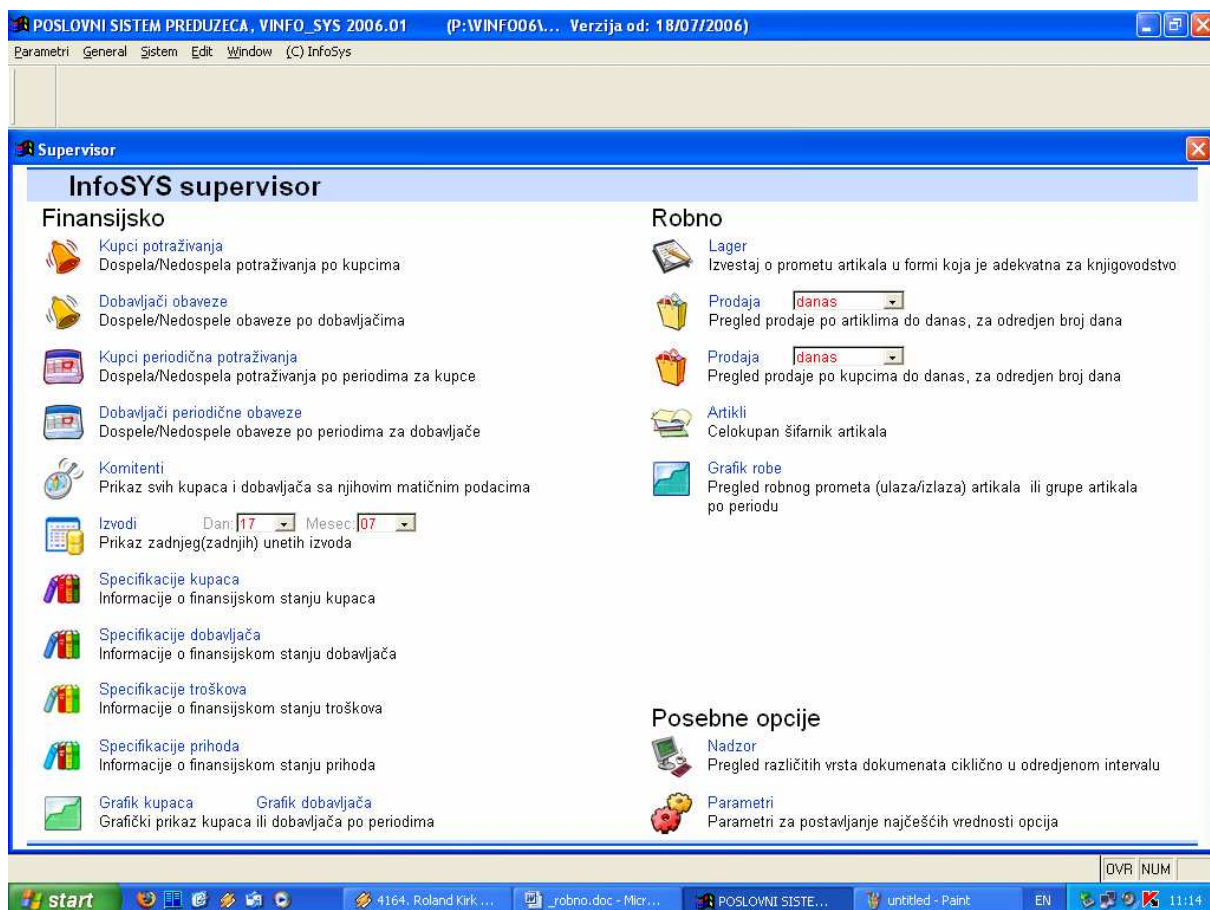 POSLOVNI SISTEM PREDUZECA, VINFO_SYS 2006.01 (P:\WINFO06\... Verzija od: 18/07/2006)
Parametri General Sistem Edit Window (C) InfoSys
Supervisor
InfoSYS supervisor
Finansijsko
Kupci potraživanja
Dospela/Nedospela potraživanja po kupcima
Dobavljači obaveze
Dospele/Nedospele obaveze po dobavljačima
Kupci periodična potraživanja
Dospela/Nedospela potraživanja po periodima za kupce
Dobavljači periodične obaveze
Dospele/Nedospele obaveze po periodima za dobavljače
Komitenti
Prikaz svih kupaca i dobavljača sa njihovim matičnim podacima
Izvodi Dan: 17 Mesec: 07
Prikaz zadnjeg(zadnjih) unetih izvoda
Specifikacije kupaca
Informacije o finansijskom stanju kupaca
Specifikacije dobavljača
Informacije o finansijskom stanju dobavljača
Specifikacije troškova
Informacije o finansijskom stanju troškova
Specifikacije prihoda
Informacije o finansijskom stanju prihoda
Grafik kupaca Grafik dobavljača
Grafički prikaz kupaca ili dobavljača po periodima
Robno
Lager
Izvestaj o prometu artikala u formi koja je adekvatna za knjigovodstvo
Prodaja danas
Pregled prodaje po artiklima do danas, za odredjen broj dana
Prodaja danas
Pregled prodaje po kupcima do danas, za odredjen broj dana
Artikli
Celokupan šifarnik artikala
Grafik robe
Pregled robnog prometa (ulaza/izlaza) artikala ili grupe artikala
po periodu
Posebne opcije
Nadzor
Pregled različitih vrsta dokumenata ciklično u odredjenom intervalu
Parametri
Parametri za postavljanje najčešćih vrednosti opcija
OVR NUM
start 4164. Roland Kirk ... _robno.doc - Micr... POSLOVNI SISTE... untitled - Paint EN 11:14